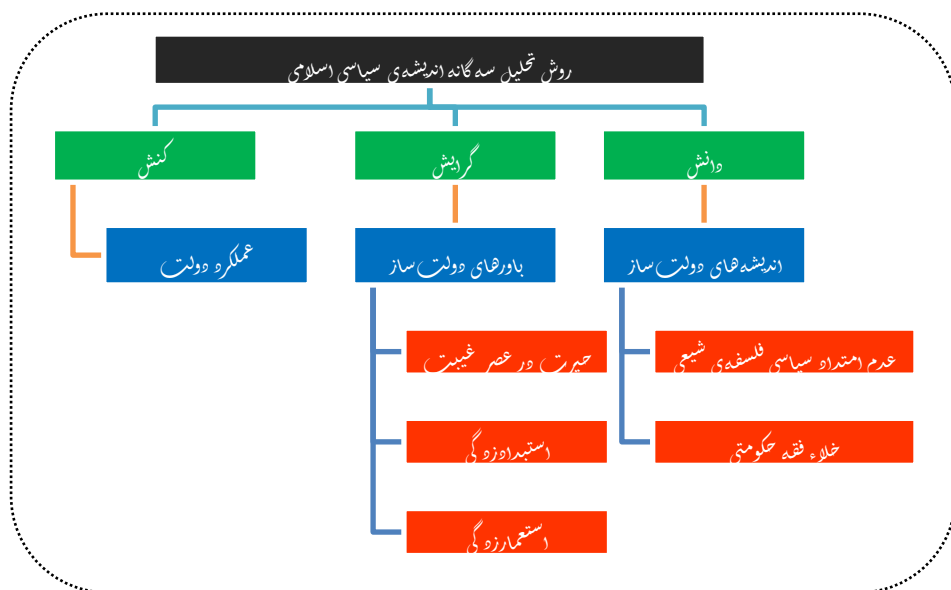 روش تحلیل سه گانه اندیشه‌ی سیاسی اسلامی
دانش
گرایش
کنش
اندیشه‌های دولت ساز
باورهای دولت ساز
عملکرد دولت
عدم امتداد سیاسی فلسفه‌ی شیعی
حیرت در عصر غیبت
خلاء فقه حکومتی
استبدادزدگی
استعمارزدگی